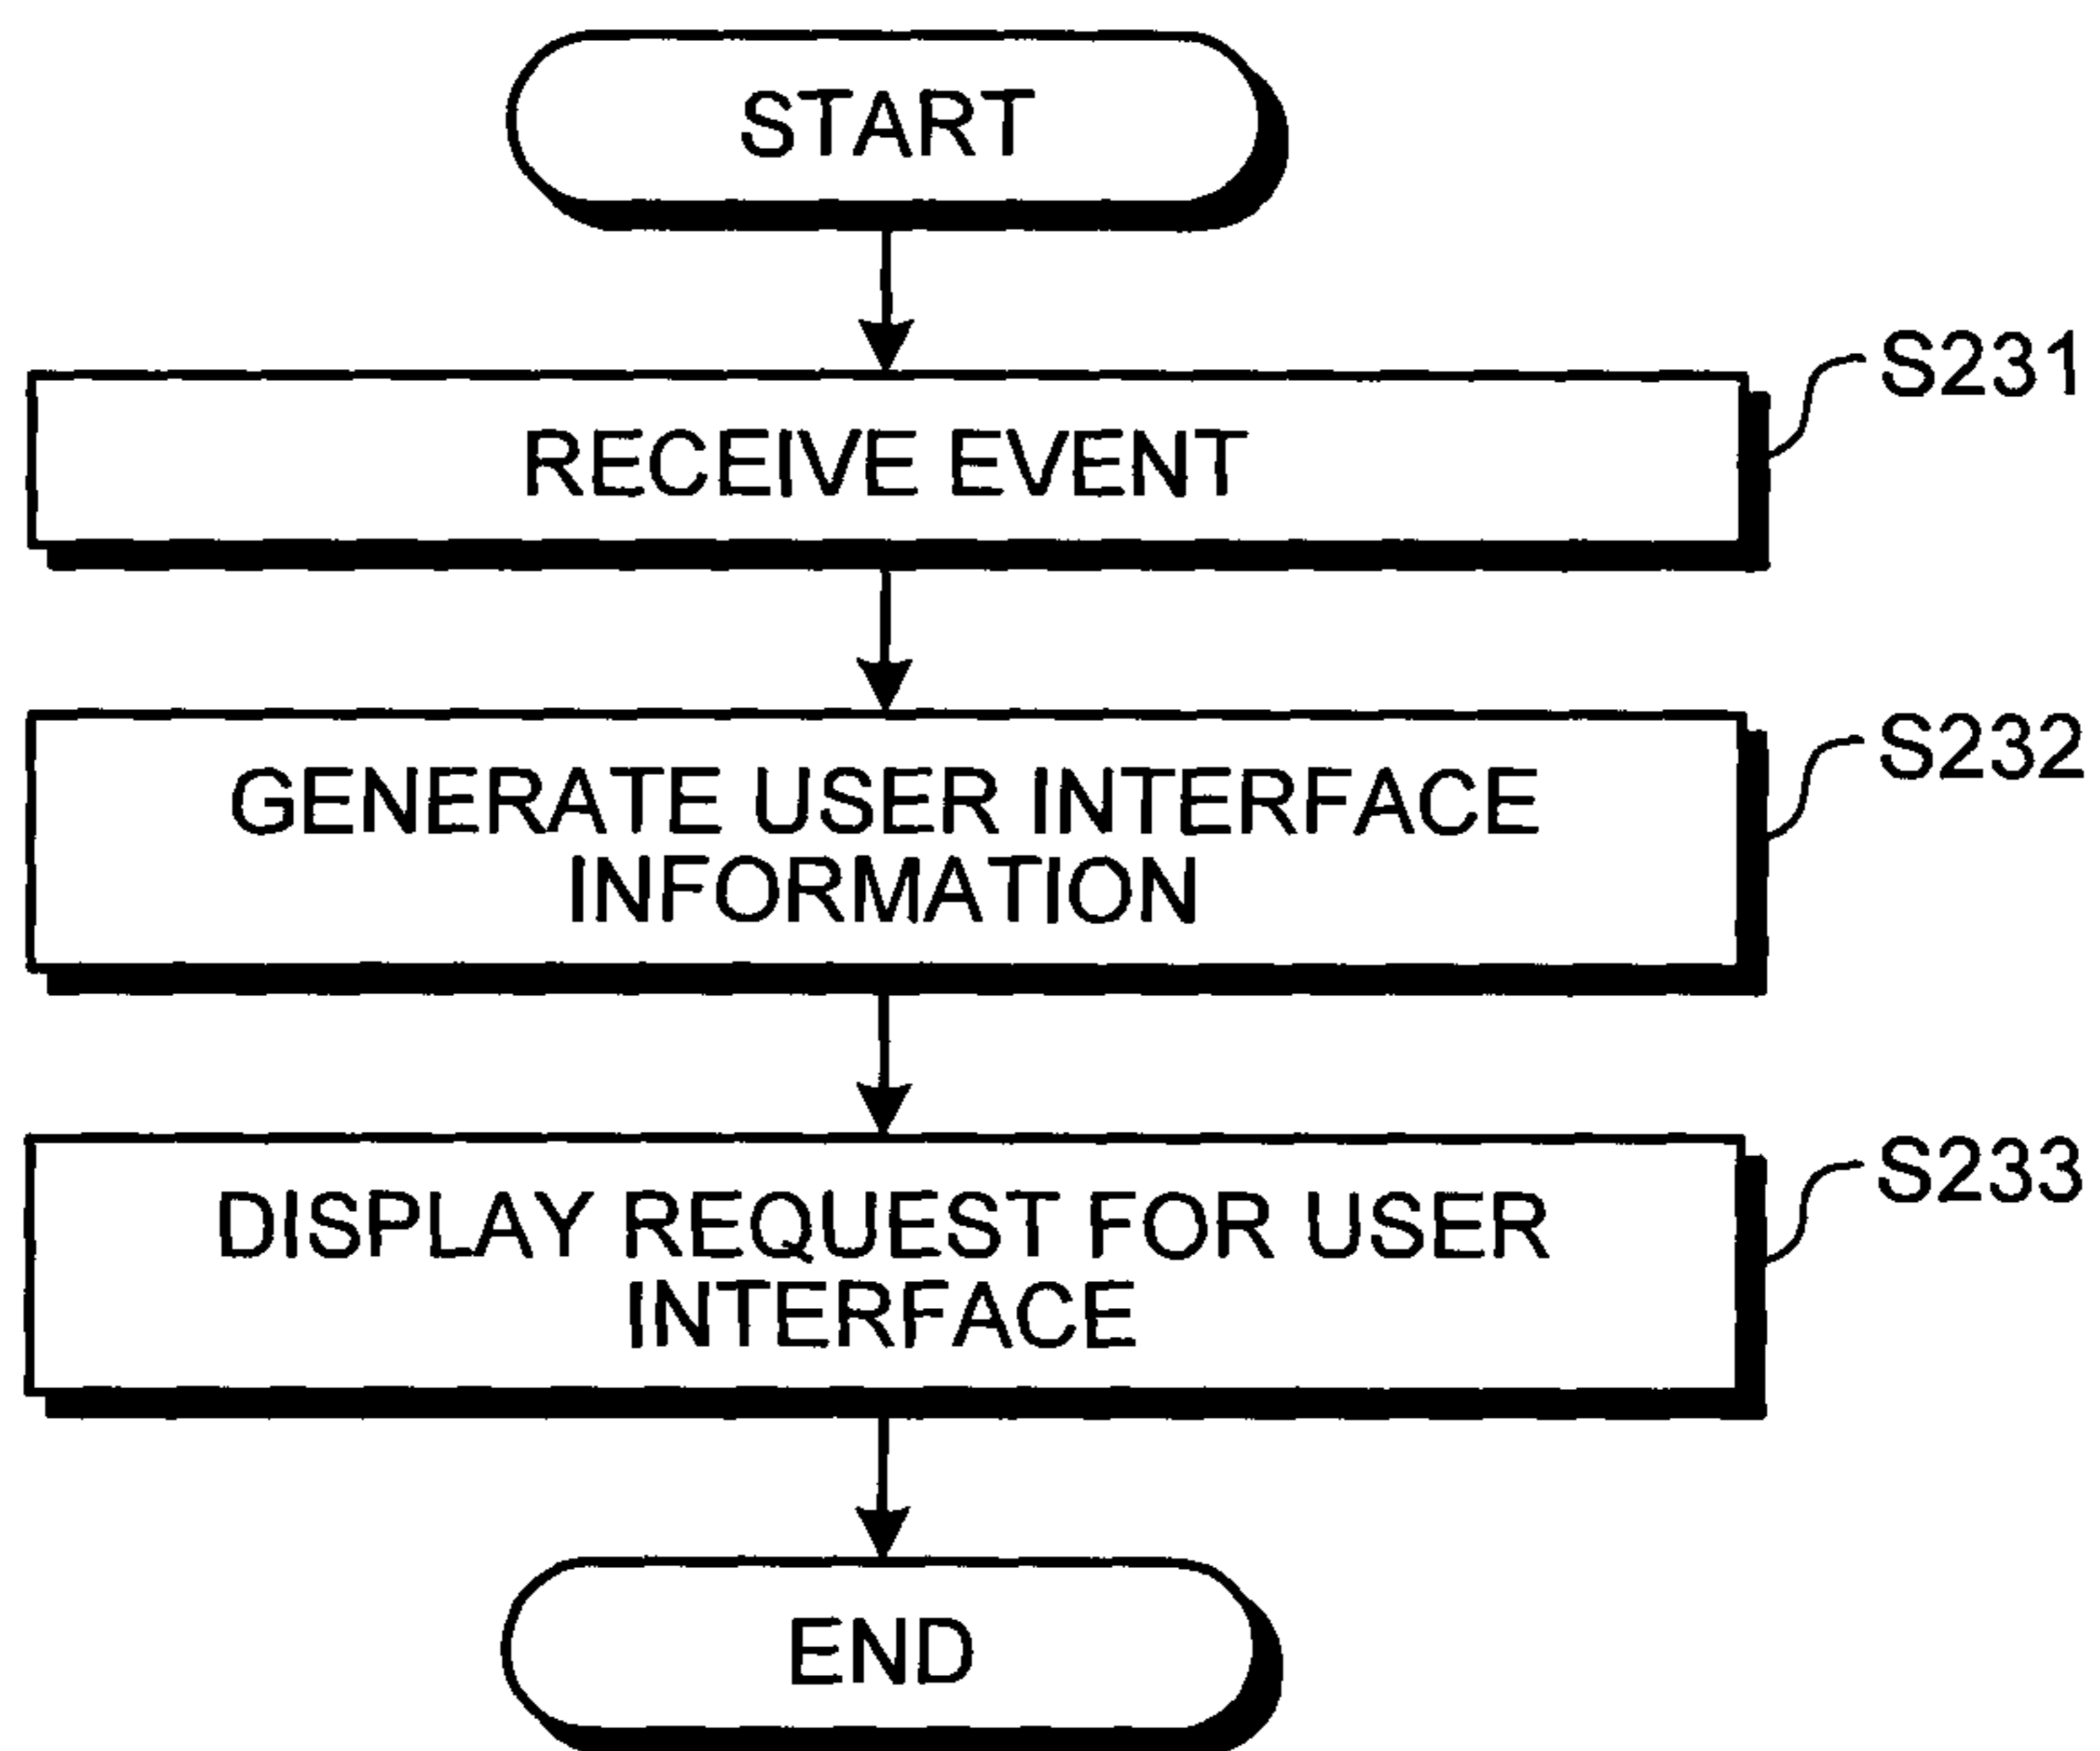 START
S231
RECEIVE EVENT
S232
GENERATE USER INTERFACE
INFORMATION
S233
DISPLAY REQUEST FOR USER
INTERFACE
END